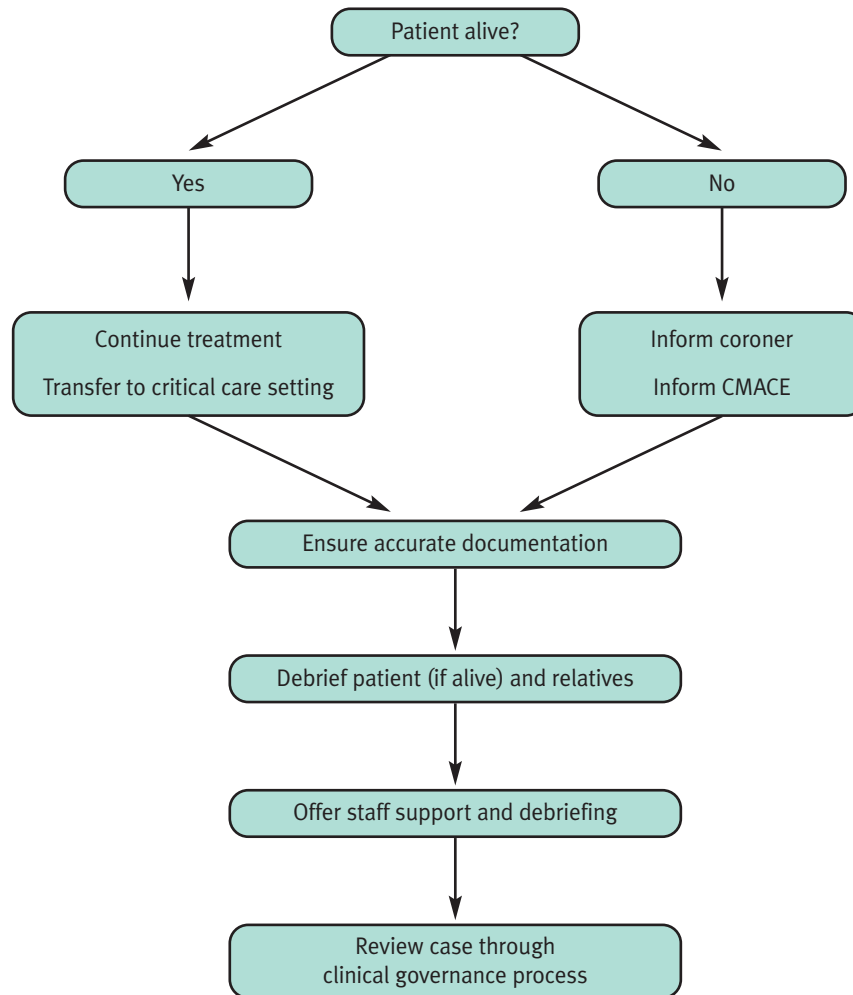 Patient alive?
Yes
No
Continue treatment
Transfer to critical care setting
Inform coroner
Inform CMACE
Ensure accurate documentation
Debrief patient (if alive) and relatives
Offer staff support and debriefing
Review case through
clinical governance process